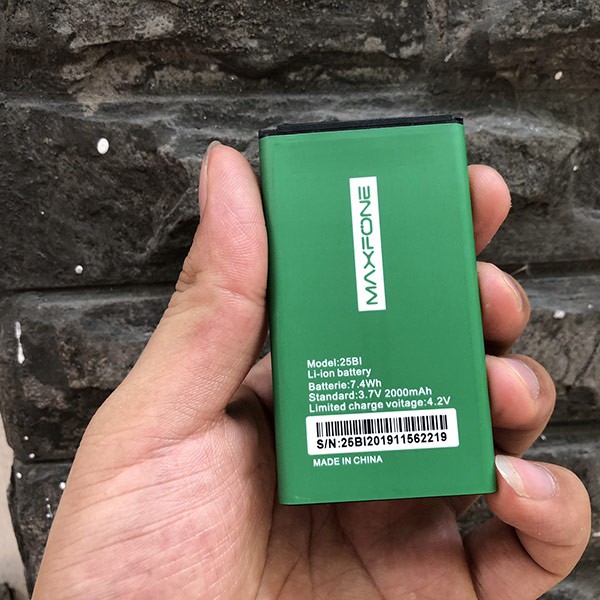 MAXFONE
Model:25BI
Li-ion battery
Batterie:7.4Wh
Standard:3.7V 2000mAh
Limited charge voltage:4.2V
S/N:25BI201911562219
MADE IN CHINA